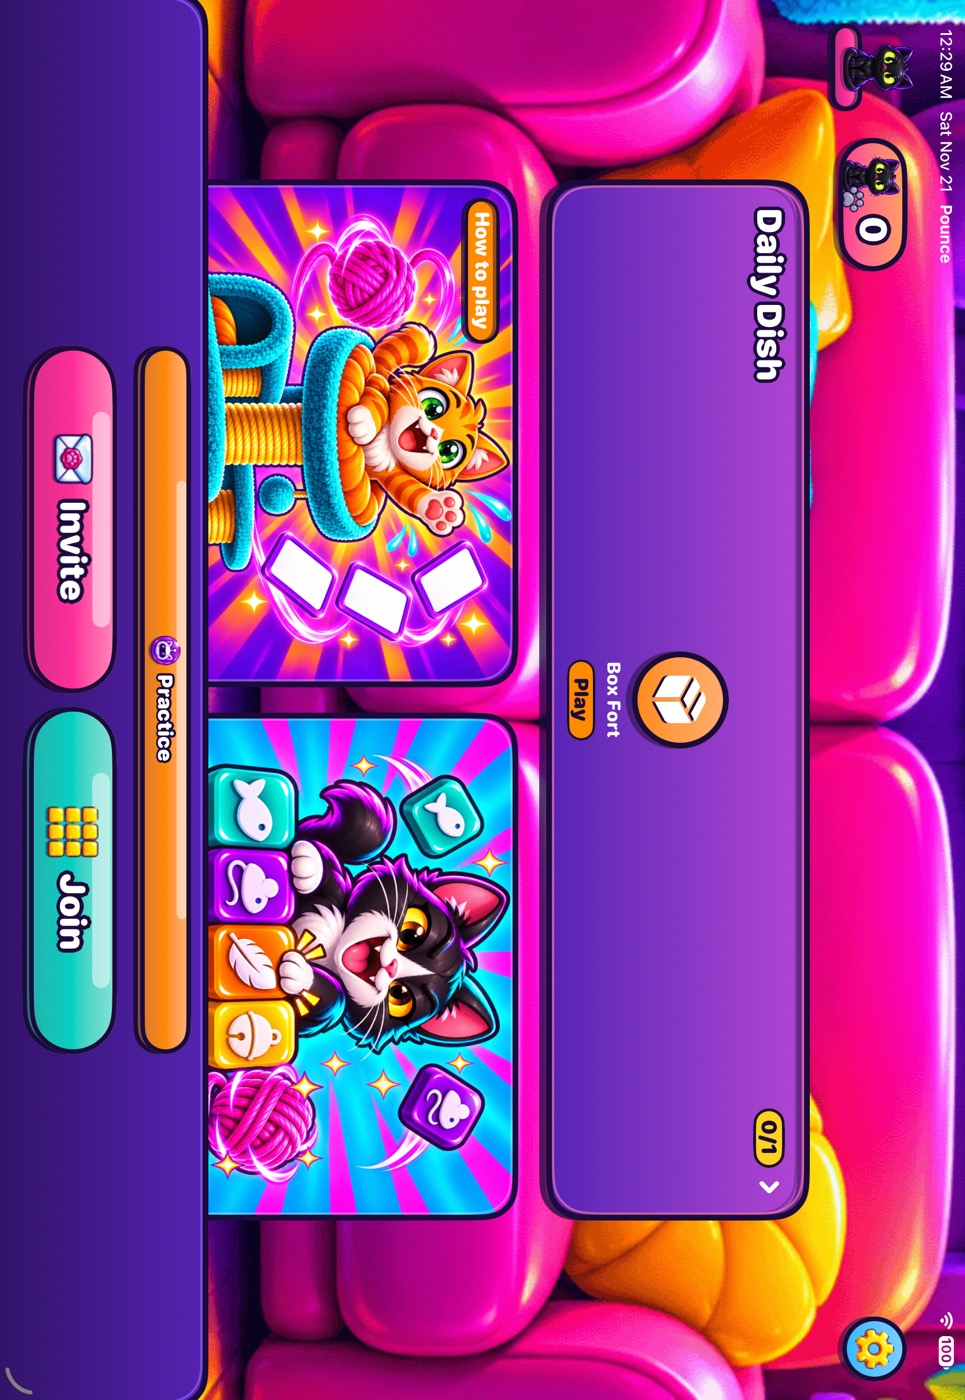 12:29 AM Sat Nov 21 Pounce
100
0
Daily Dish
0/1
Box Fort
Play
How to play
Practice
Invite
Join